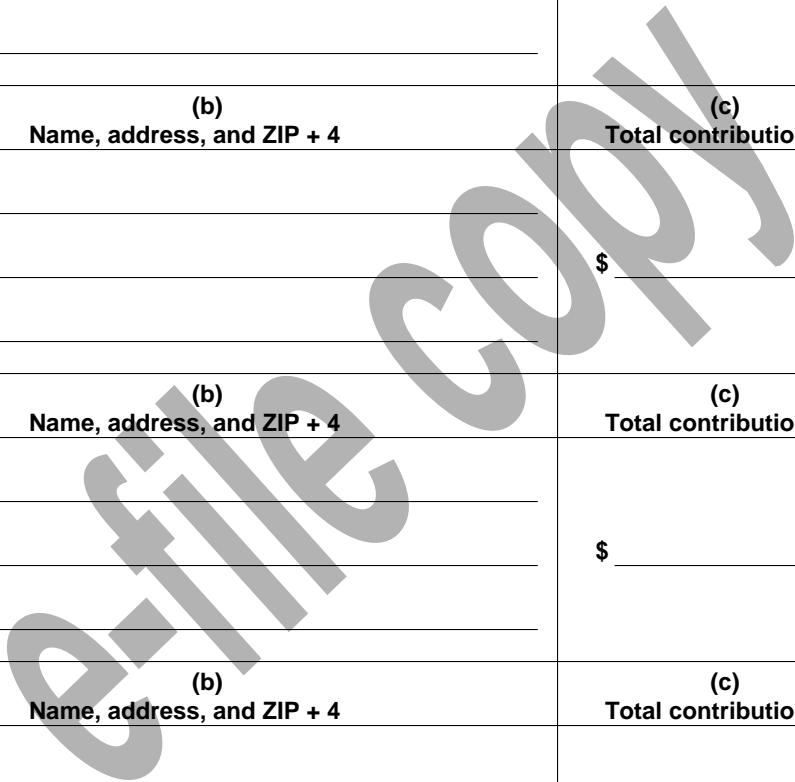 (b) (c)
Name, address, and ZIP + 4 Total contributio
$
(b) (c)
Name, address, and ZIP + 4 Total contributio
$
(b) (c)
Name, address, and ZIP + 4 Total contributio
e-file copy